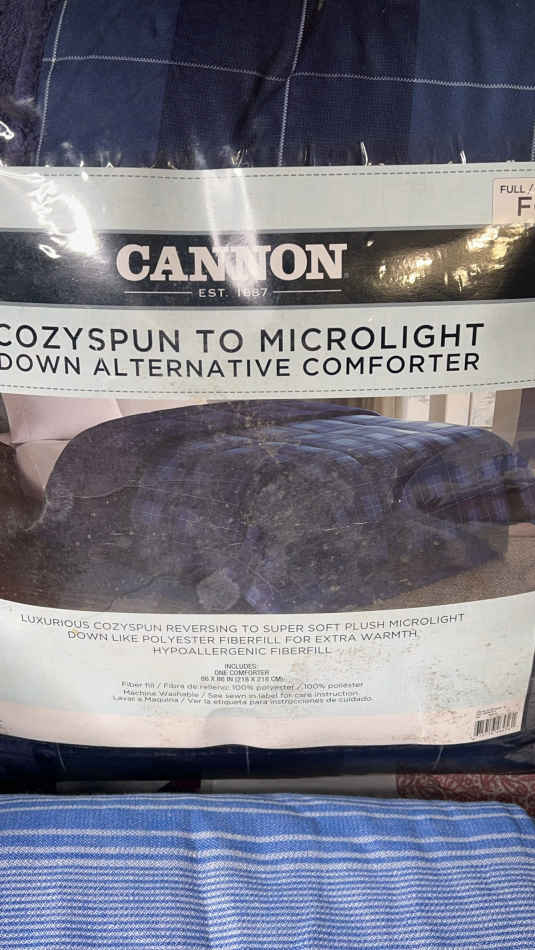 FULL /
F
CANNON
EST. 1887
COZYSPUN TO MICROLIGHT
DOWN ALTERNATIVE COMFORTER
LUXURIOUS COZYSPUN REVERSING TO SUPER SOFT PLUSH MICROLIGHT
DOWN LIKE POLYESTER FIBERFILL FOR EXTRA WARMTH,
HYPOALLERGENIC FIBERFILL
INCLUDES:
ONE COMFORTER
86 X 86 IN (218 X 218 CM)
Fiber fill / Fibra de relleno: 100% polyester / 100% poliéster
Machine Washable / See sewn in label for care instruction.
Lavar a Maquina / Ver la etiqueta para instrucciones de cuidado.